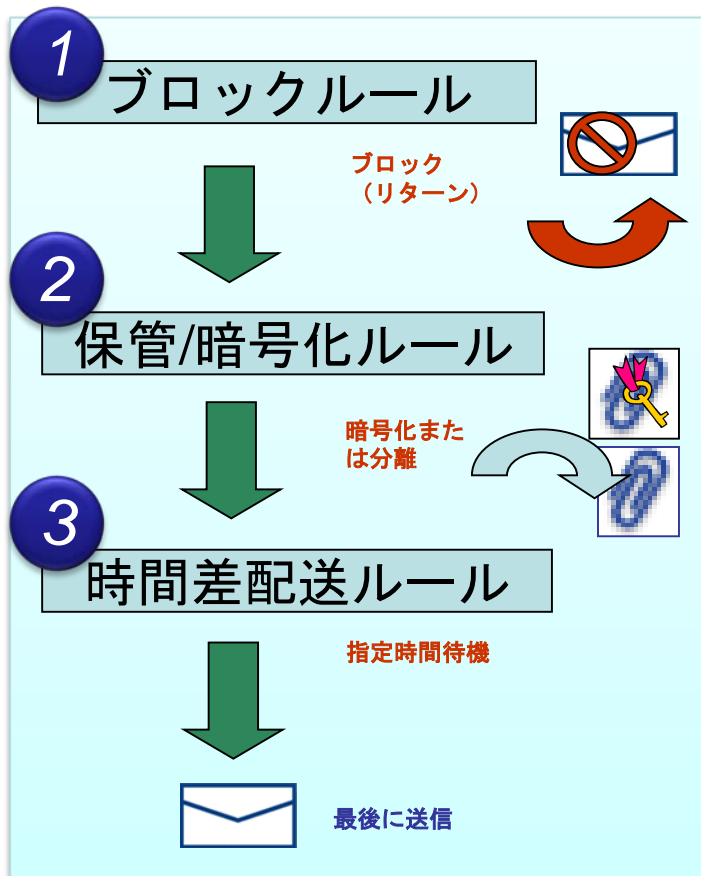 1
ブロックルール
ブロック
（リターン）
2
保管/暗号化ルール
暗号化また
は分離
3
時間差配送ルール
指定時間待機
最後に送信